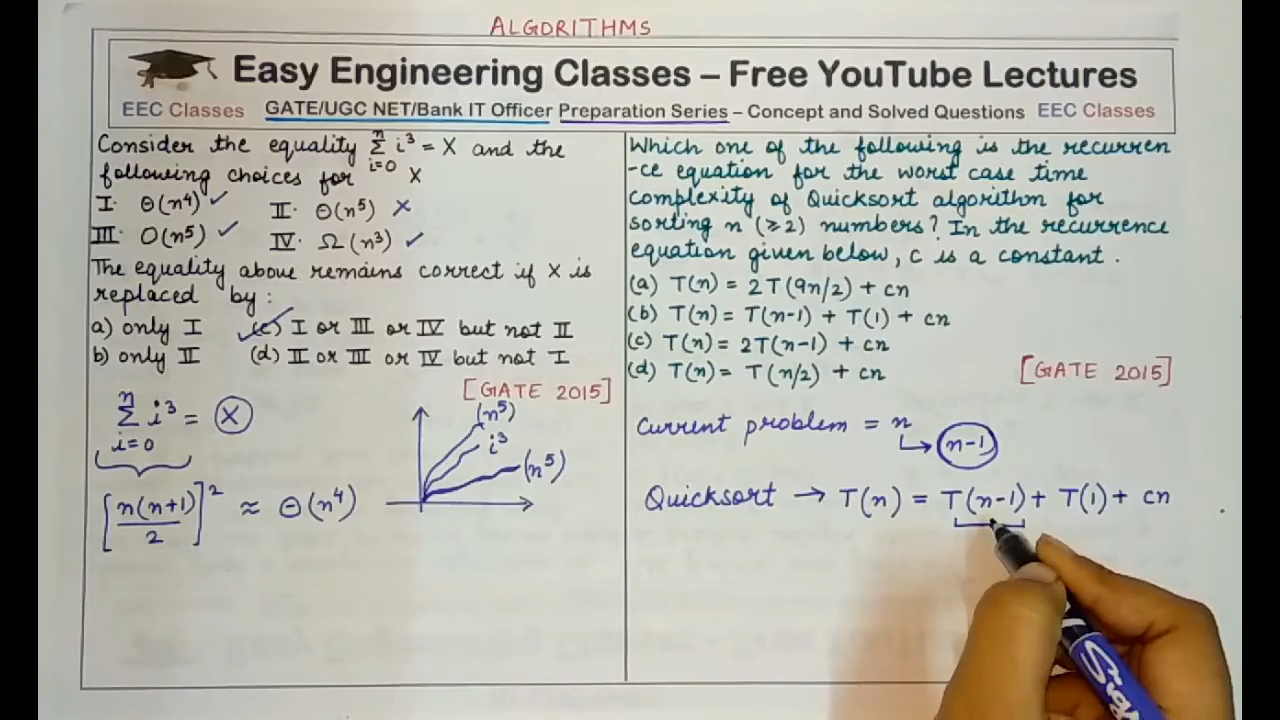 ALGORITHMS
Easy Engineering Classes – Free YouTube Lectures
EEC Classes GATE/UGC NET/Bank IT Officer Preparation Series – Concept and Solved Questions EEC Classes
Consider the equality n Σ i=0 i³ = X and the
following choices for X
I. Θ(n⁴) ✓ II. Θ(n⁵) ✗
III. O(n⁵) ✓ IV. Ω(n³) ✓
The equality above remains correct if X is
replaced by :
a) only I ✓(c) I or III or IV but not II
b) only II (d) II or III or IV but not I
[GATE 2015]
n Σ i=0 i³ = X
(n⁵)
i³
(n⁵)
[n(n+1)/2]² ≈ Θ(n⁴)
Which one of the following is the recurren
-ce equation for the worst case time
complexity of Quicksort algorithm for
sorting n (≥2) numbers? In the recurrence
equation given below, c is a constant.
(a) T(n) = 2T(9n/2) + cn
(b) T(n) = T(n-1) + T(1) + cn
(c) T(n) = 2T(n-1) + cn
(d) T(n) = T(n/2) + cn
[GATE 2015]
Current problem = n
↳ n-1
Quicksort → T(n) = T(n-1) + T(1) + cn